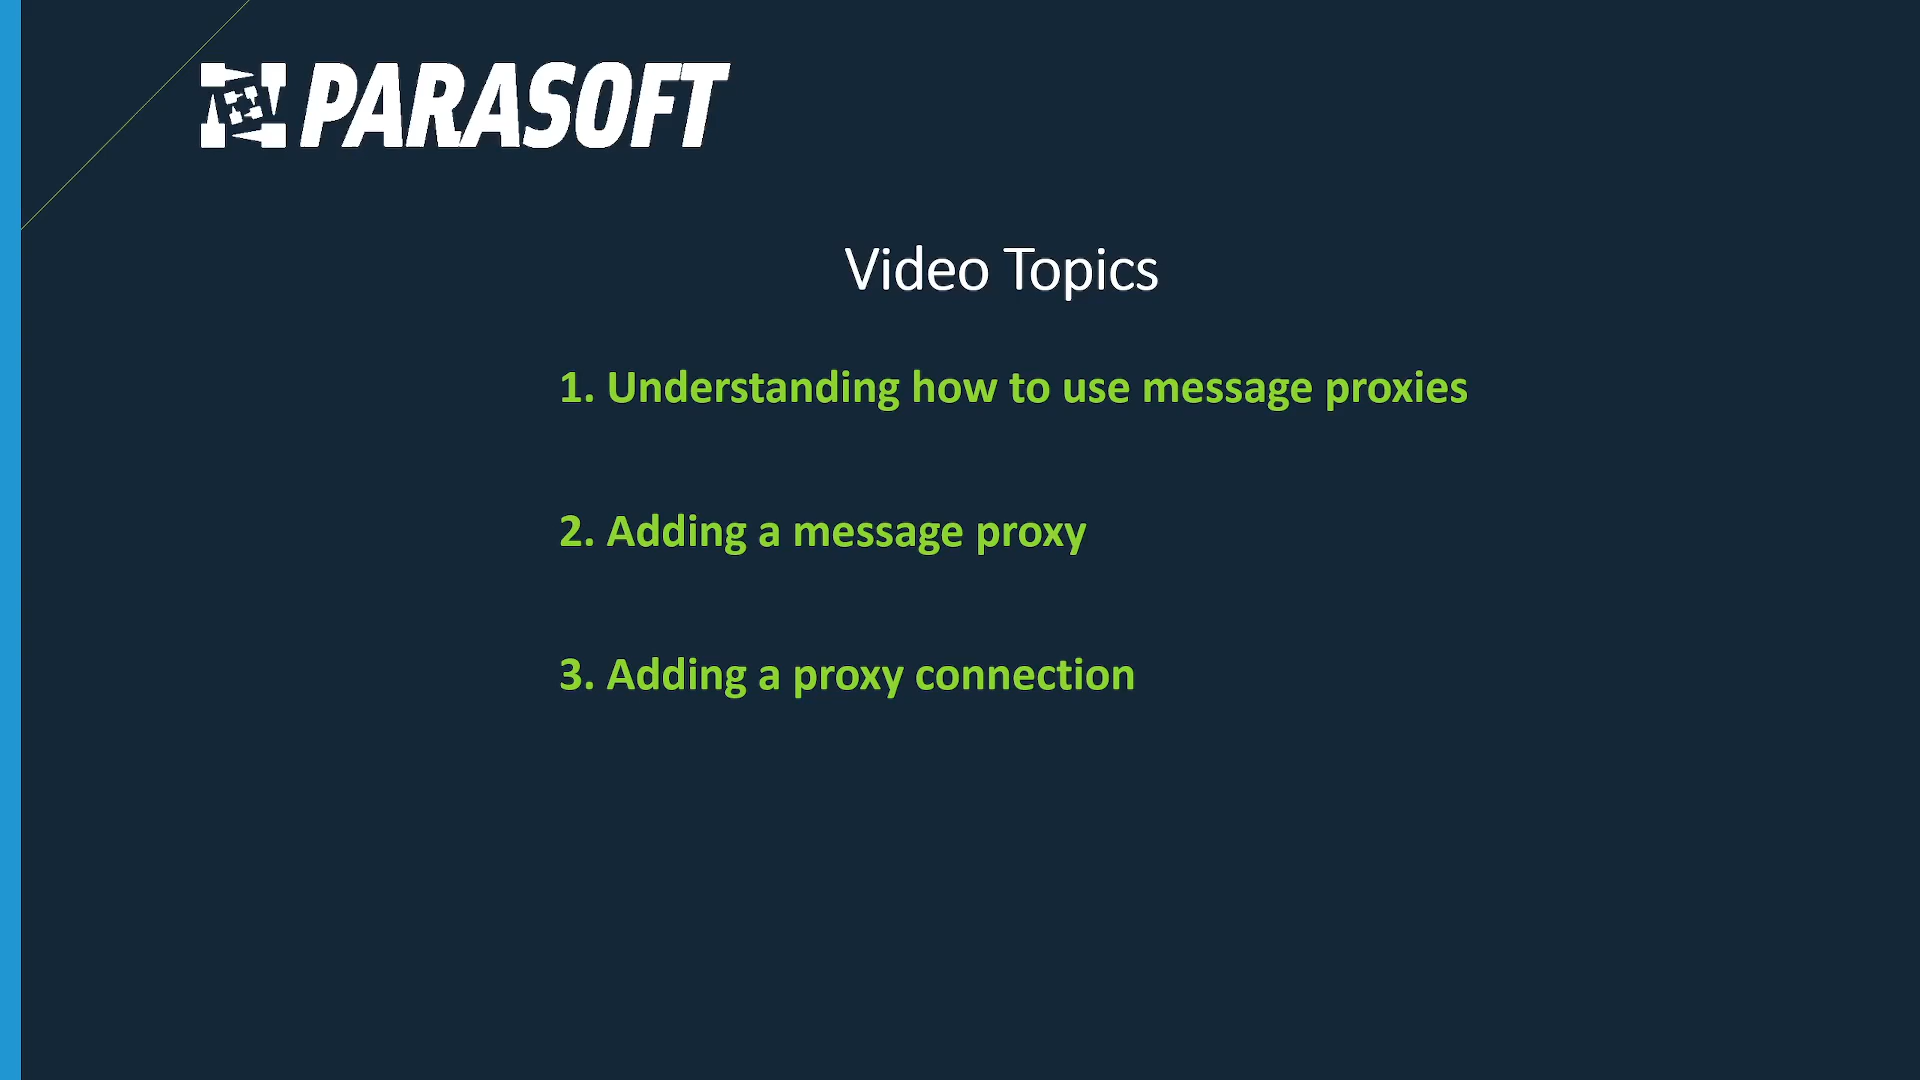 PARASOFT
Video Topics
1. Understanding how to use message proxies
2. Adding a message proxy
3. Adding a proxy connection